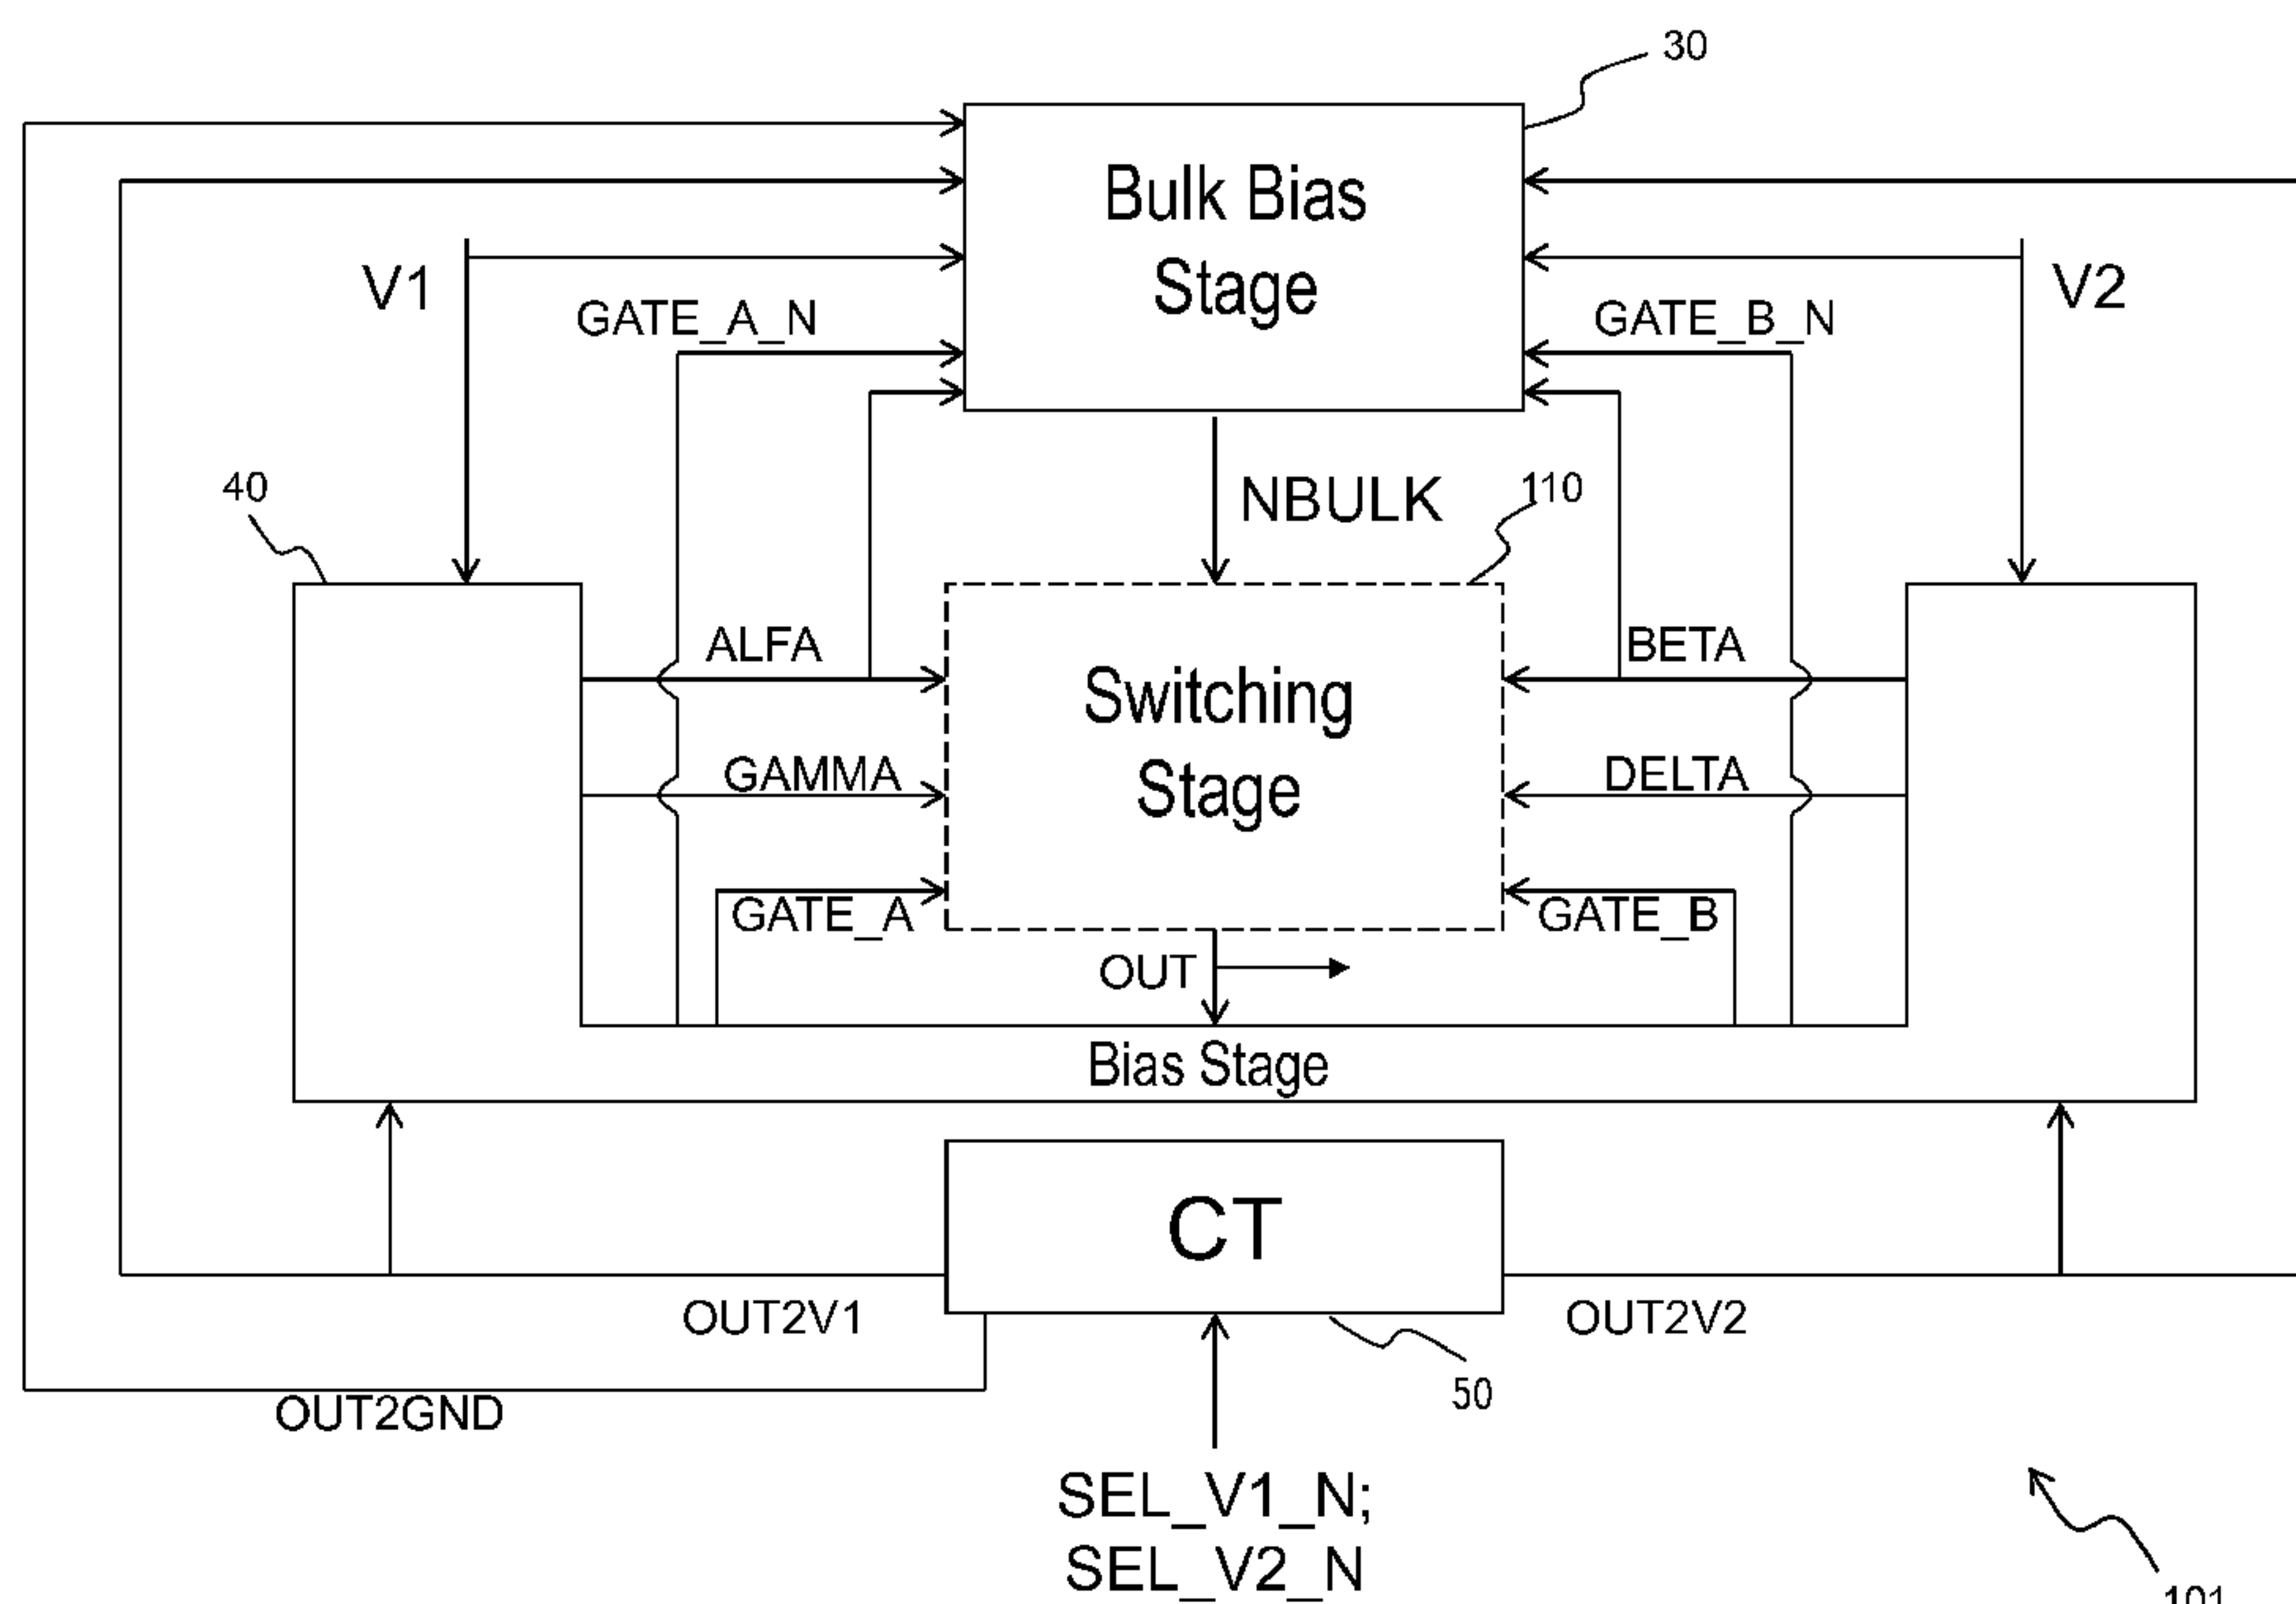 30
Bulk Bias
Stage
V1
V2
GATE_A_N
GATE_B_N
40
NBULK
110
ALFA
BETA
Switching
Stage
GAMMA
DELTA
GATE_A
GATE_B
OUT
Bias Stage
CT
OUT2V1
OUT2V2
50
OUT2GND
SEL_V1_N;
SEL_V2_N
101